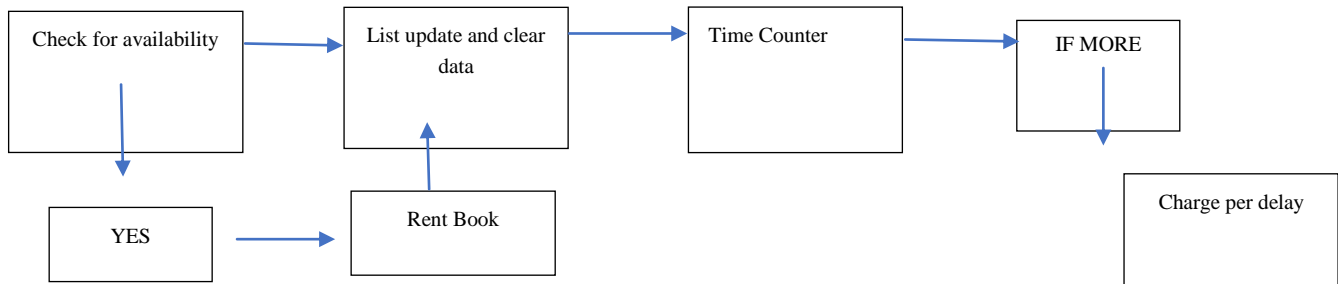 Check for availability
List update and clear
data
Time Counter
IF MORE
YES
Rent Book
Charge per delay